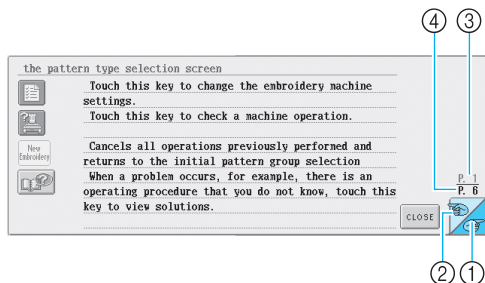 ④ ③
the pattern type selection screen
Touch this key to change the embroidery machine
settings.
Touch this key to check a machine operation.
New
Embroidery
Cancels all operations previously performed and
returns to the initial pattern group selection
When a problem occurs, for example, there is an
operating procedure that you do not know, touch this
key to view solutions.
P. 1
P. 6
CLOSE
② ①